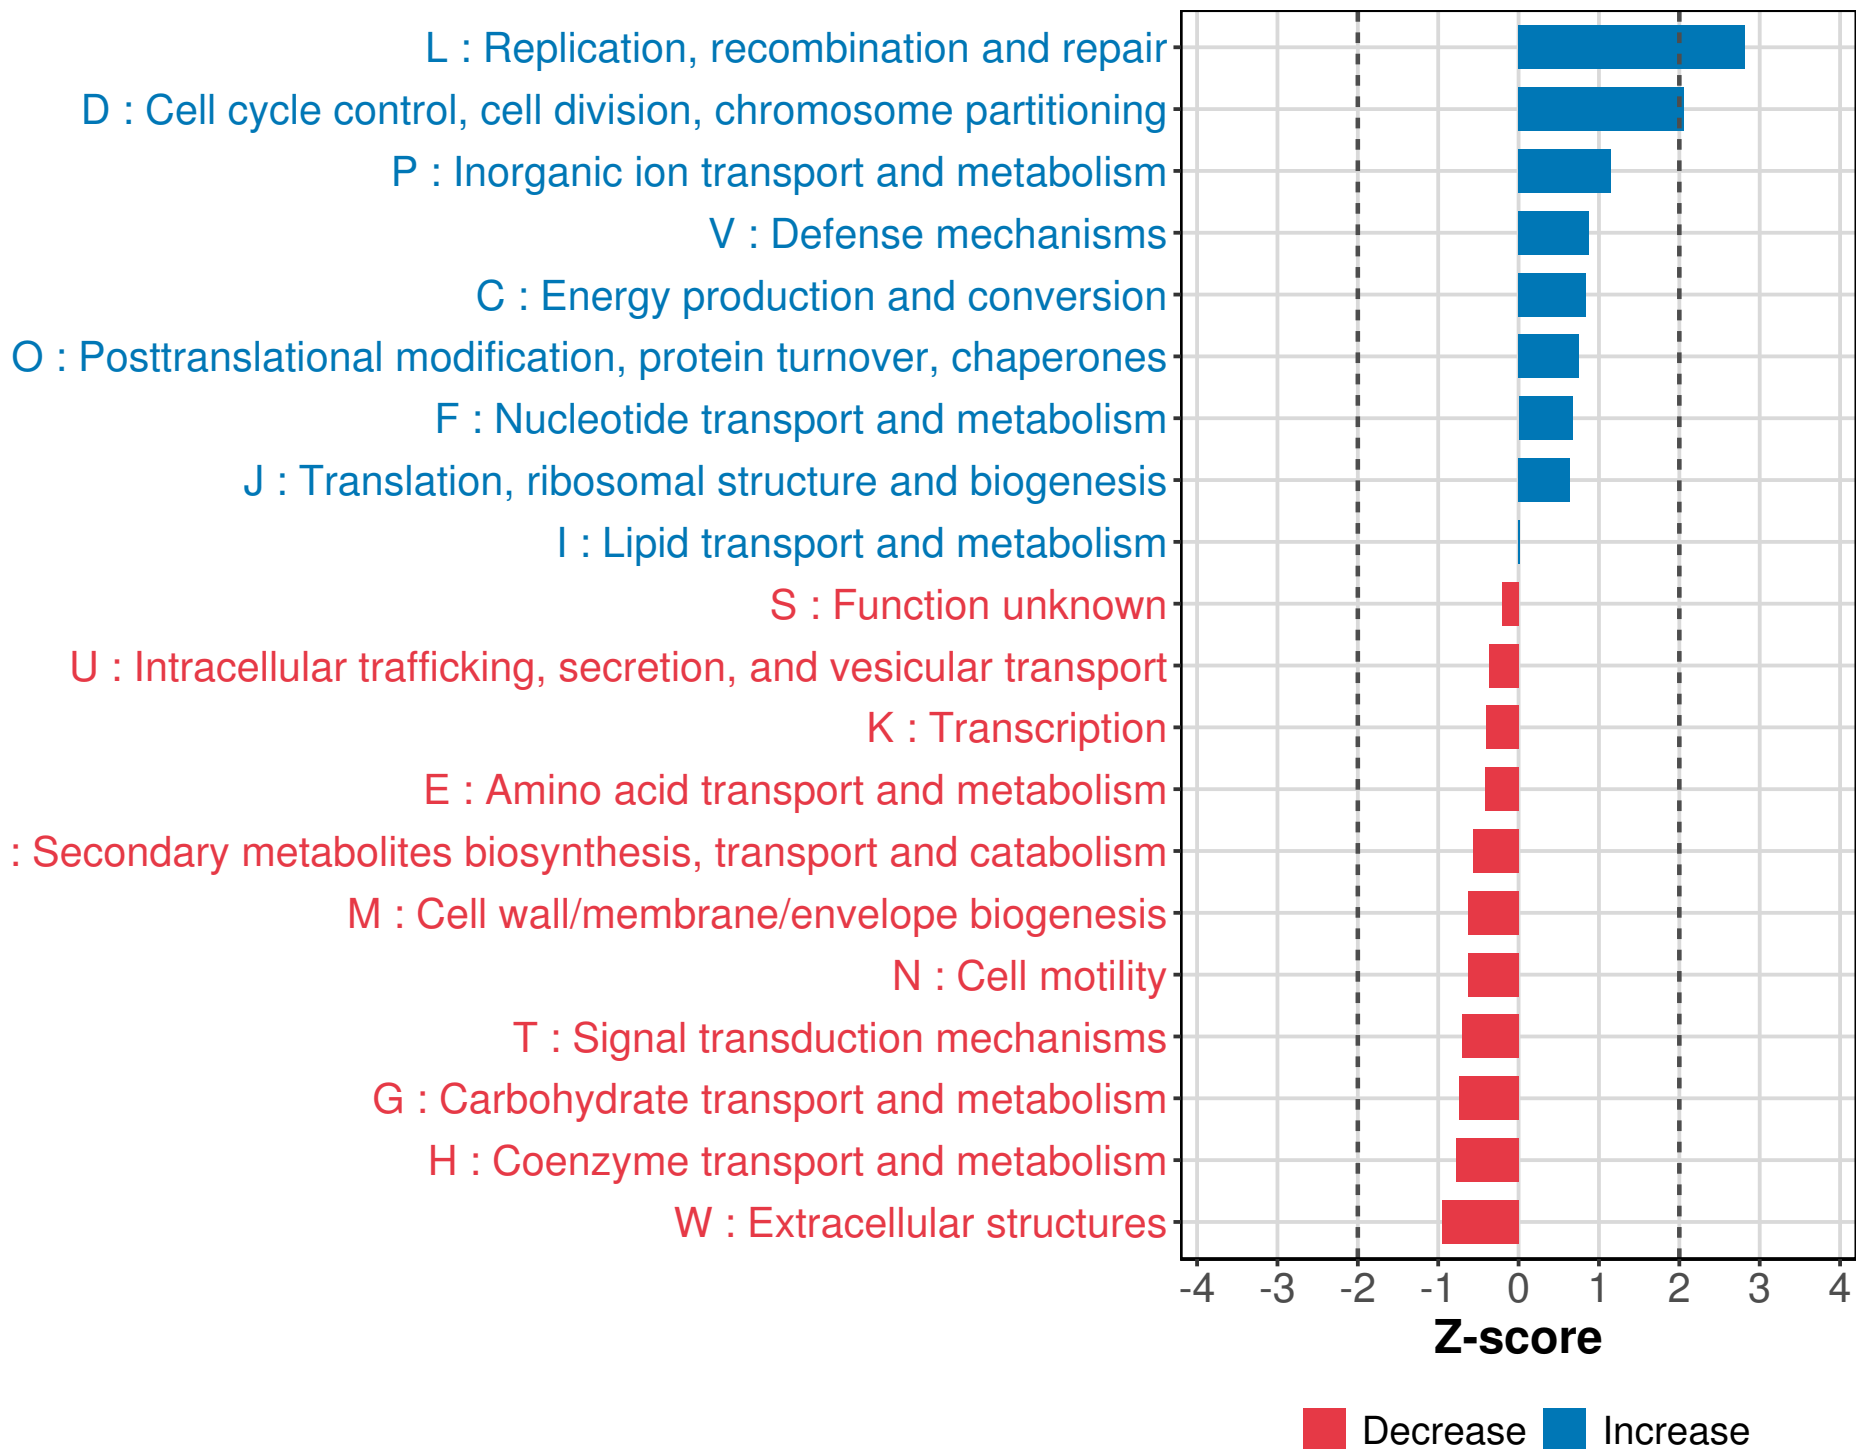 L : Replication, recombination and repair
D : Cell cycle control, cell division, chromosome partitioning
P : Inorganic ion transport and metabolism
V : Defense mechanisms
C : Energy production and conversion
O : Posttranslational modification, protein turnover, chaperones
F : Nucleotide transport and metabolism
J : Translation, ribosomal structure and biogenesis
I : Lipid transport and metabolism
S : Function unknown
U : Intracellular trafficking, secretion, and vesicular transport
K : Transcription
E : Amino acid transport and metabolism
: Secondary metabolites biosynthesis, transport and catabolism
M : Cell wall/membrane/envelope biogenesis
N : Cell motility
T : Signal transduction mechanisms
G : Carbohydrate transport and metabolism
H : Coenzyme transport and metabolism
W : Extracellular structures
-4 -3 -2 -1 0 1 2 3 4
Z-score
Decrease Increase